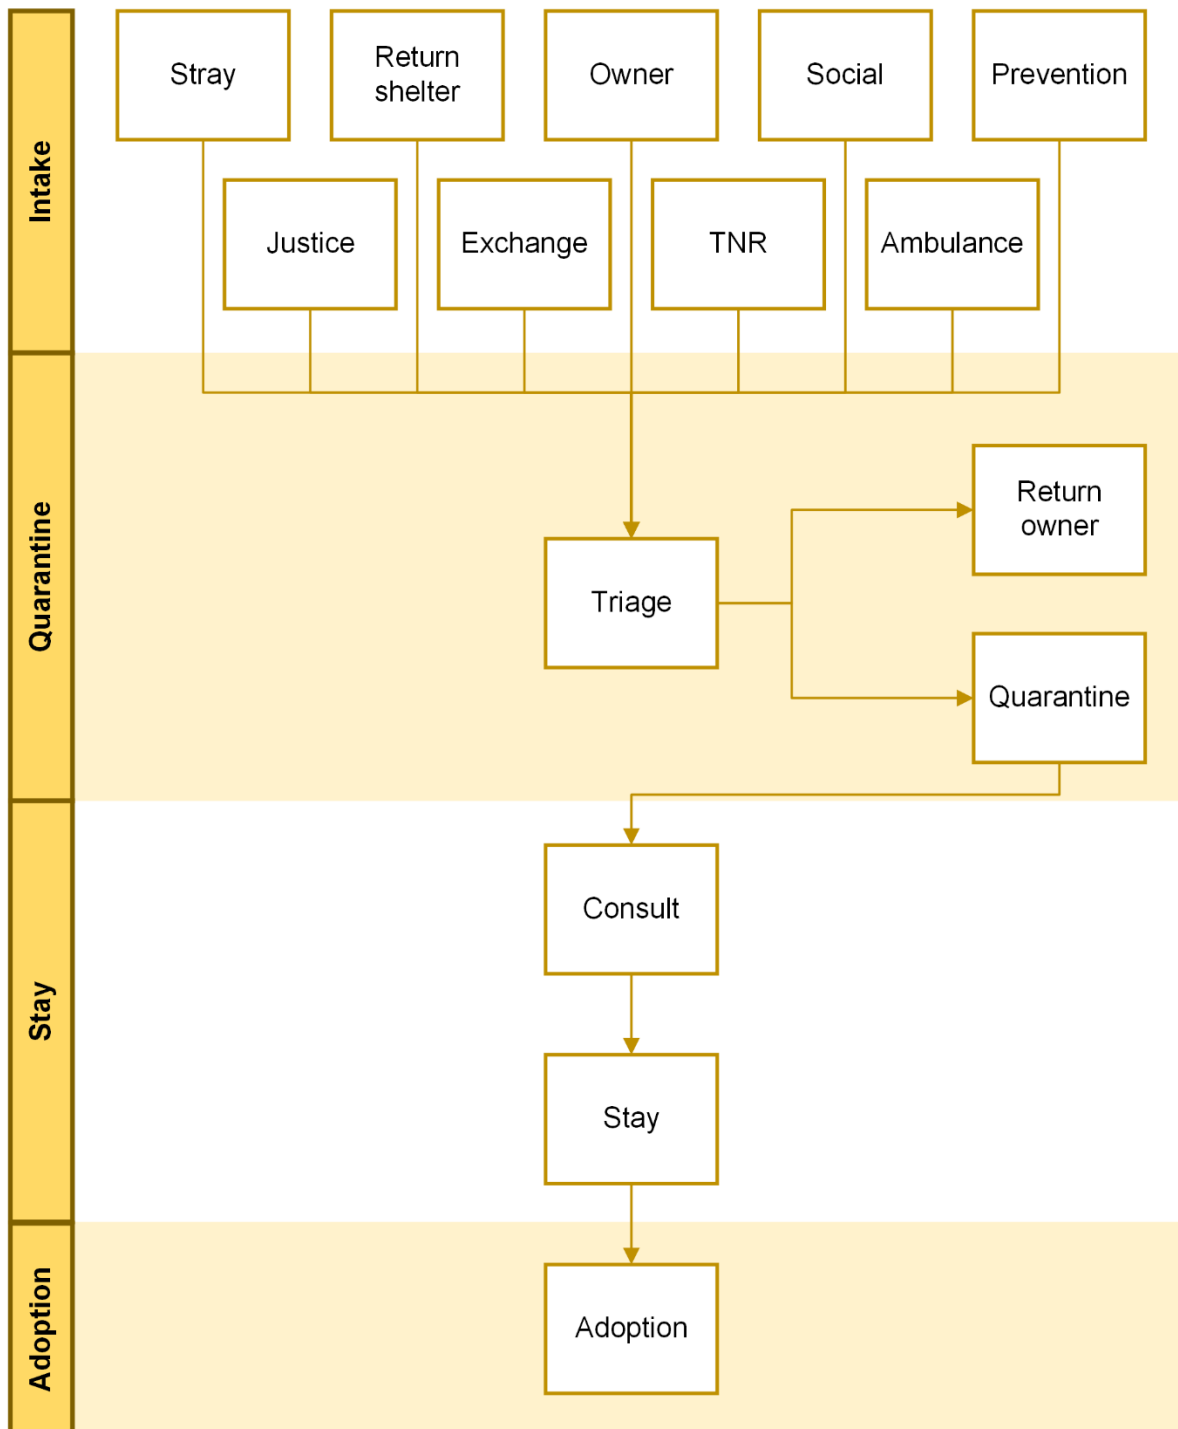 Intake
Stray
Return
shelter
Owner
Social
Prevention
Justice
Exchange
TNR
Ambulance
Quarantine
Return
owner
Triage
Quarantine
Stay
Consult
Stay
Adoption
Adoption